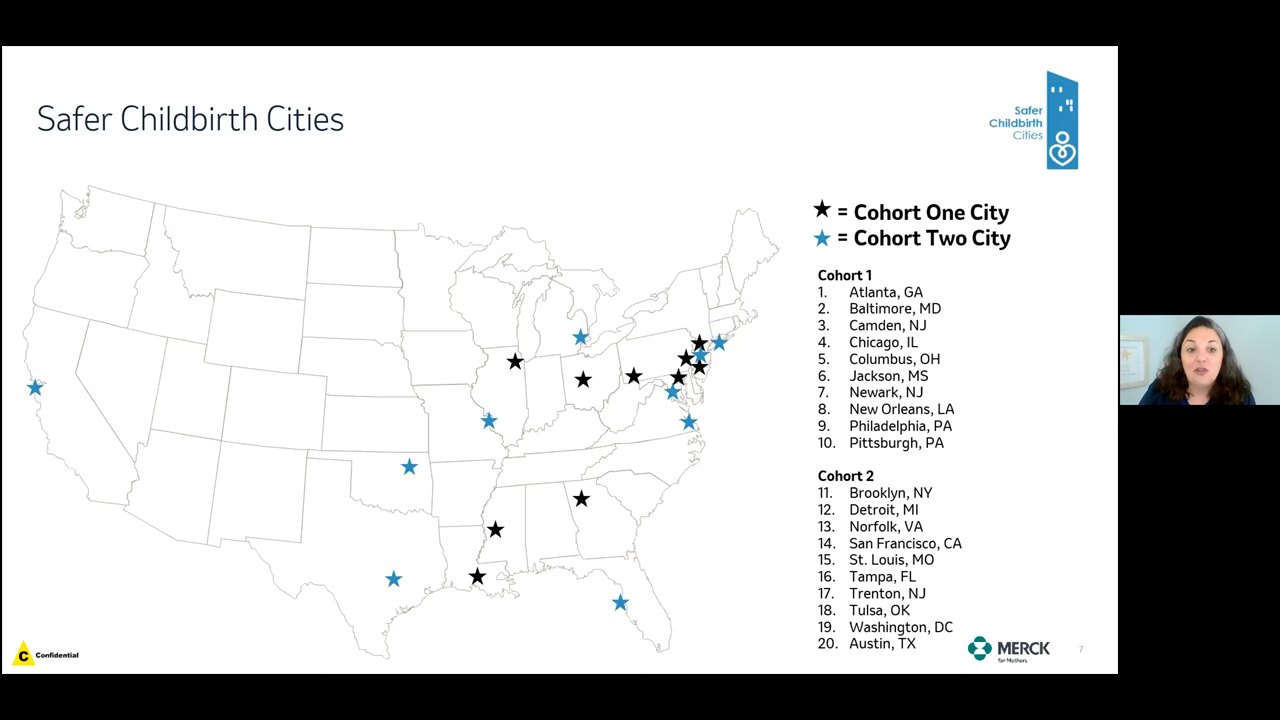 Safer Childbirth Cities
Safer
Childbirth
Cities
= Cohort One City
= Cohort Two City
Cohort 1
1. Atlanta, GA
2. Baltimore, MD
3. Camden, NJ
4. Chicago, IL
5. Columbus, OH
6. Jackson, MS
7. Newark, NJ
8. New Orleans, LA
9. Philadelphia, PA
10. Pittsburgh, PA
Cohort 2
11. Brooklyn, NY
12. Detroit, MI
13. Norfolk, VA
14. San Francisco, CA
15. St. Louis, MO
16. Tampa, FL
17. Trenton, NJ
18. Tulsa, OK
19. Washington, DC
20. Austin, TX
C Confidential
MERCK
for Mothers
7